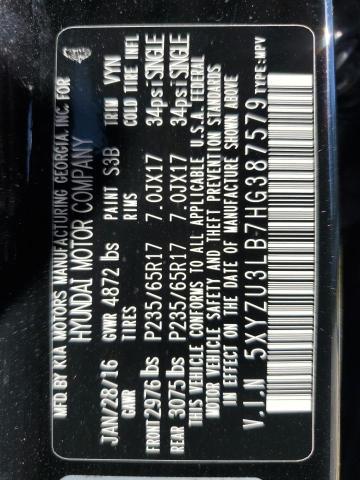 MFD. BY KIA MOTORS MANUFACTURING GEORGIA, INC. FOR
HYUNDAI MOTOR COMPANY
JAN/28/16 GVWR 4872 lbs PAINT S3B TRIM VYN
GAWR TIRES RIMS COLD TIRE INFL
FRONT 2976 lbs P235/65R17 7.0JX17 34psi SINGLE
REAR 3075 lbs P235/65R17 7.0JX17 34psi SINGLE
THIS VEHICLE CONFORMS TO ALL APPLICABLE U.S.A. FEDERAL
MOTOR VEHICLE SAFETY AND THEFT PREVENTION STANDARDS
IN EFFECT ON THE DATE OF MANUFACTURE SHOWN ABOVE.
V.I.N 5XYZU3LB7HG387579 TYPE:MPV